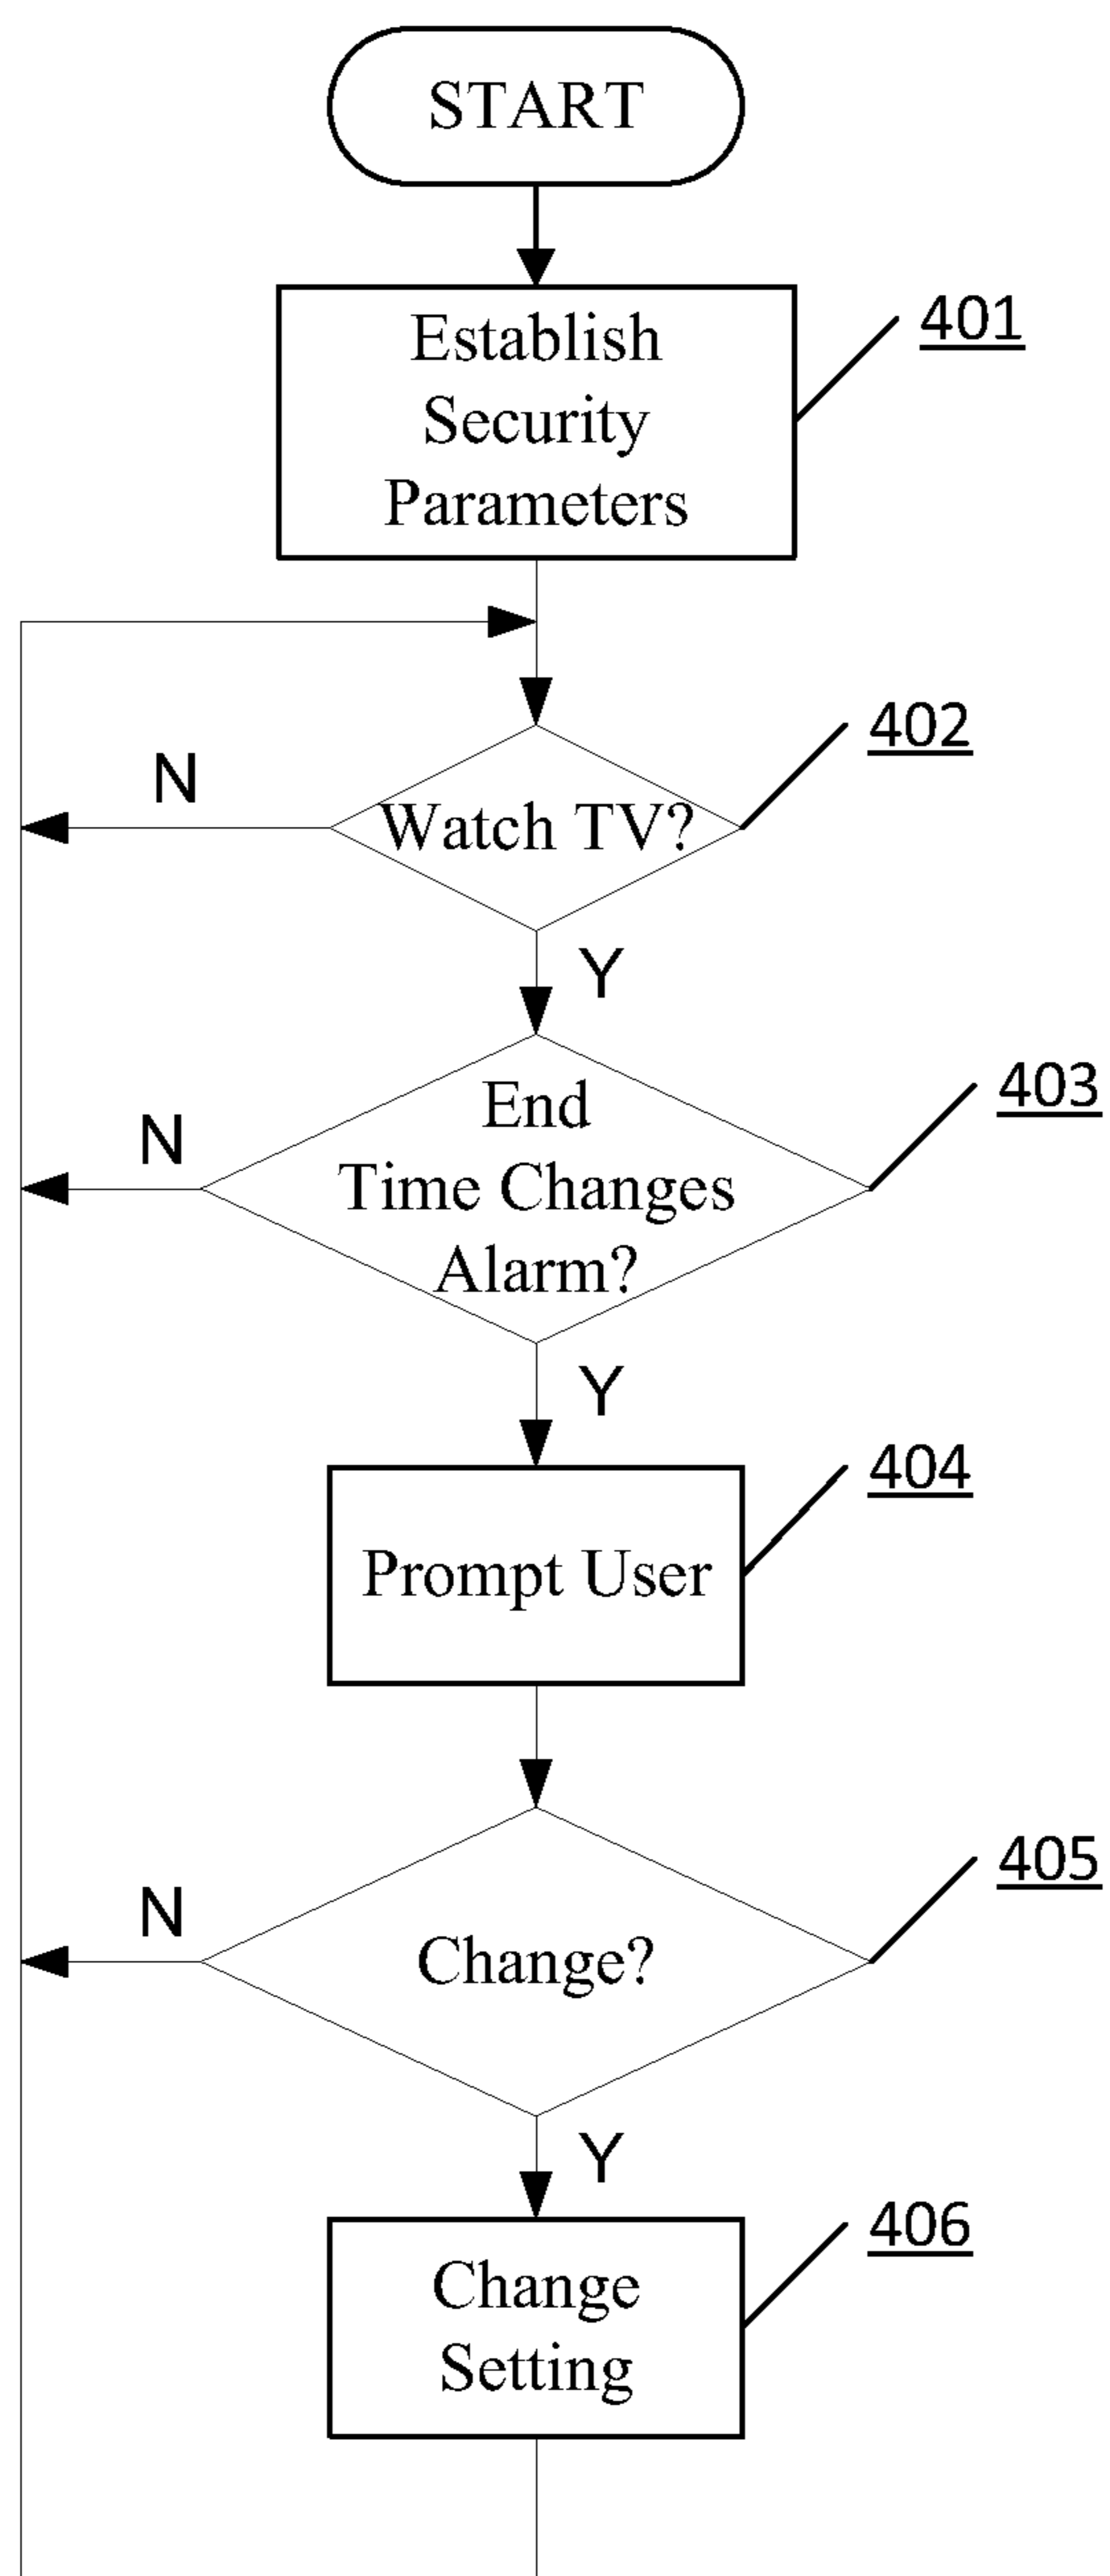 START
Establish
Security
Parameters
401
402
N
Watch TV?
Y
403
End
N
Time Changes
Alarm?
Y
404
Prompt User
405
N
Change?
Y
406
Change
Setting